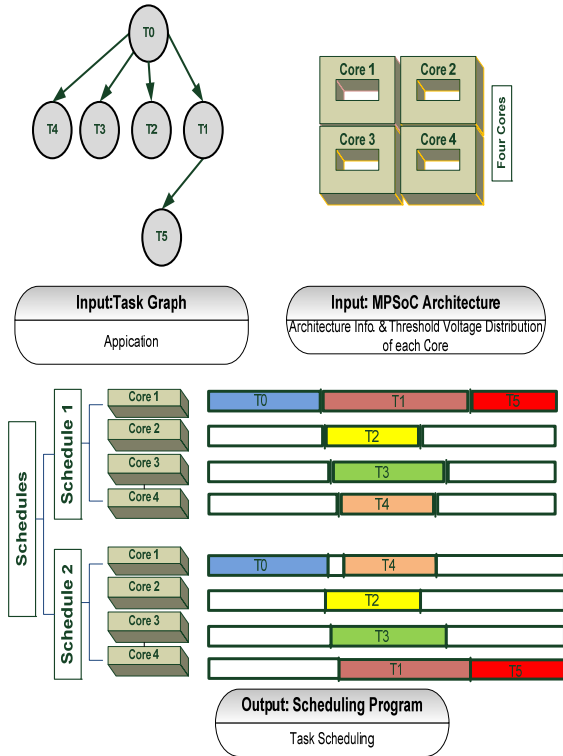 T0
T4
T3
T2
T1
T5
Core 1
Core 2
Core 3
Core 4
Four Cores
Input:Task Graph
Appication
Input: MPSoC Architecture
Architecture Info. & Threshold Voltage Distribution
of each Core
Schedules
Schedule 1
Core 1
T0
T1
T5
Core 2
T2
Core 3
T3
Core 4
T4
Schedule 2
Core 1
T0
T4
Core 2
T2
Core 3
T3
Core 4
T1
T5
Output: Scheduling Program
Task Scheduling